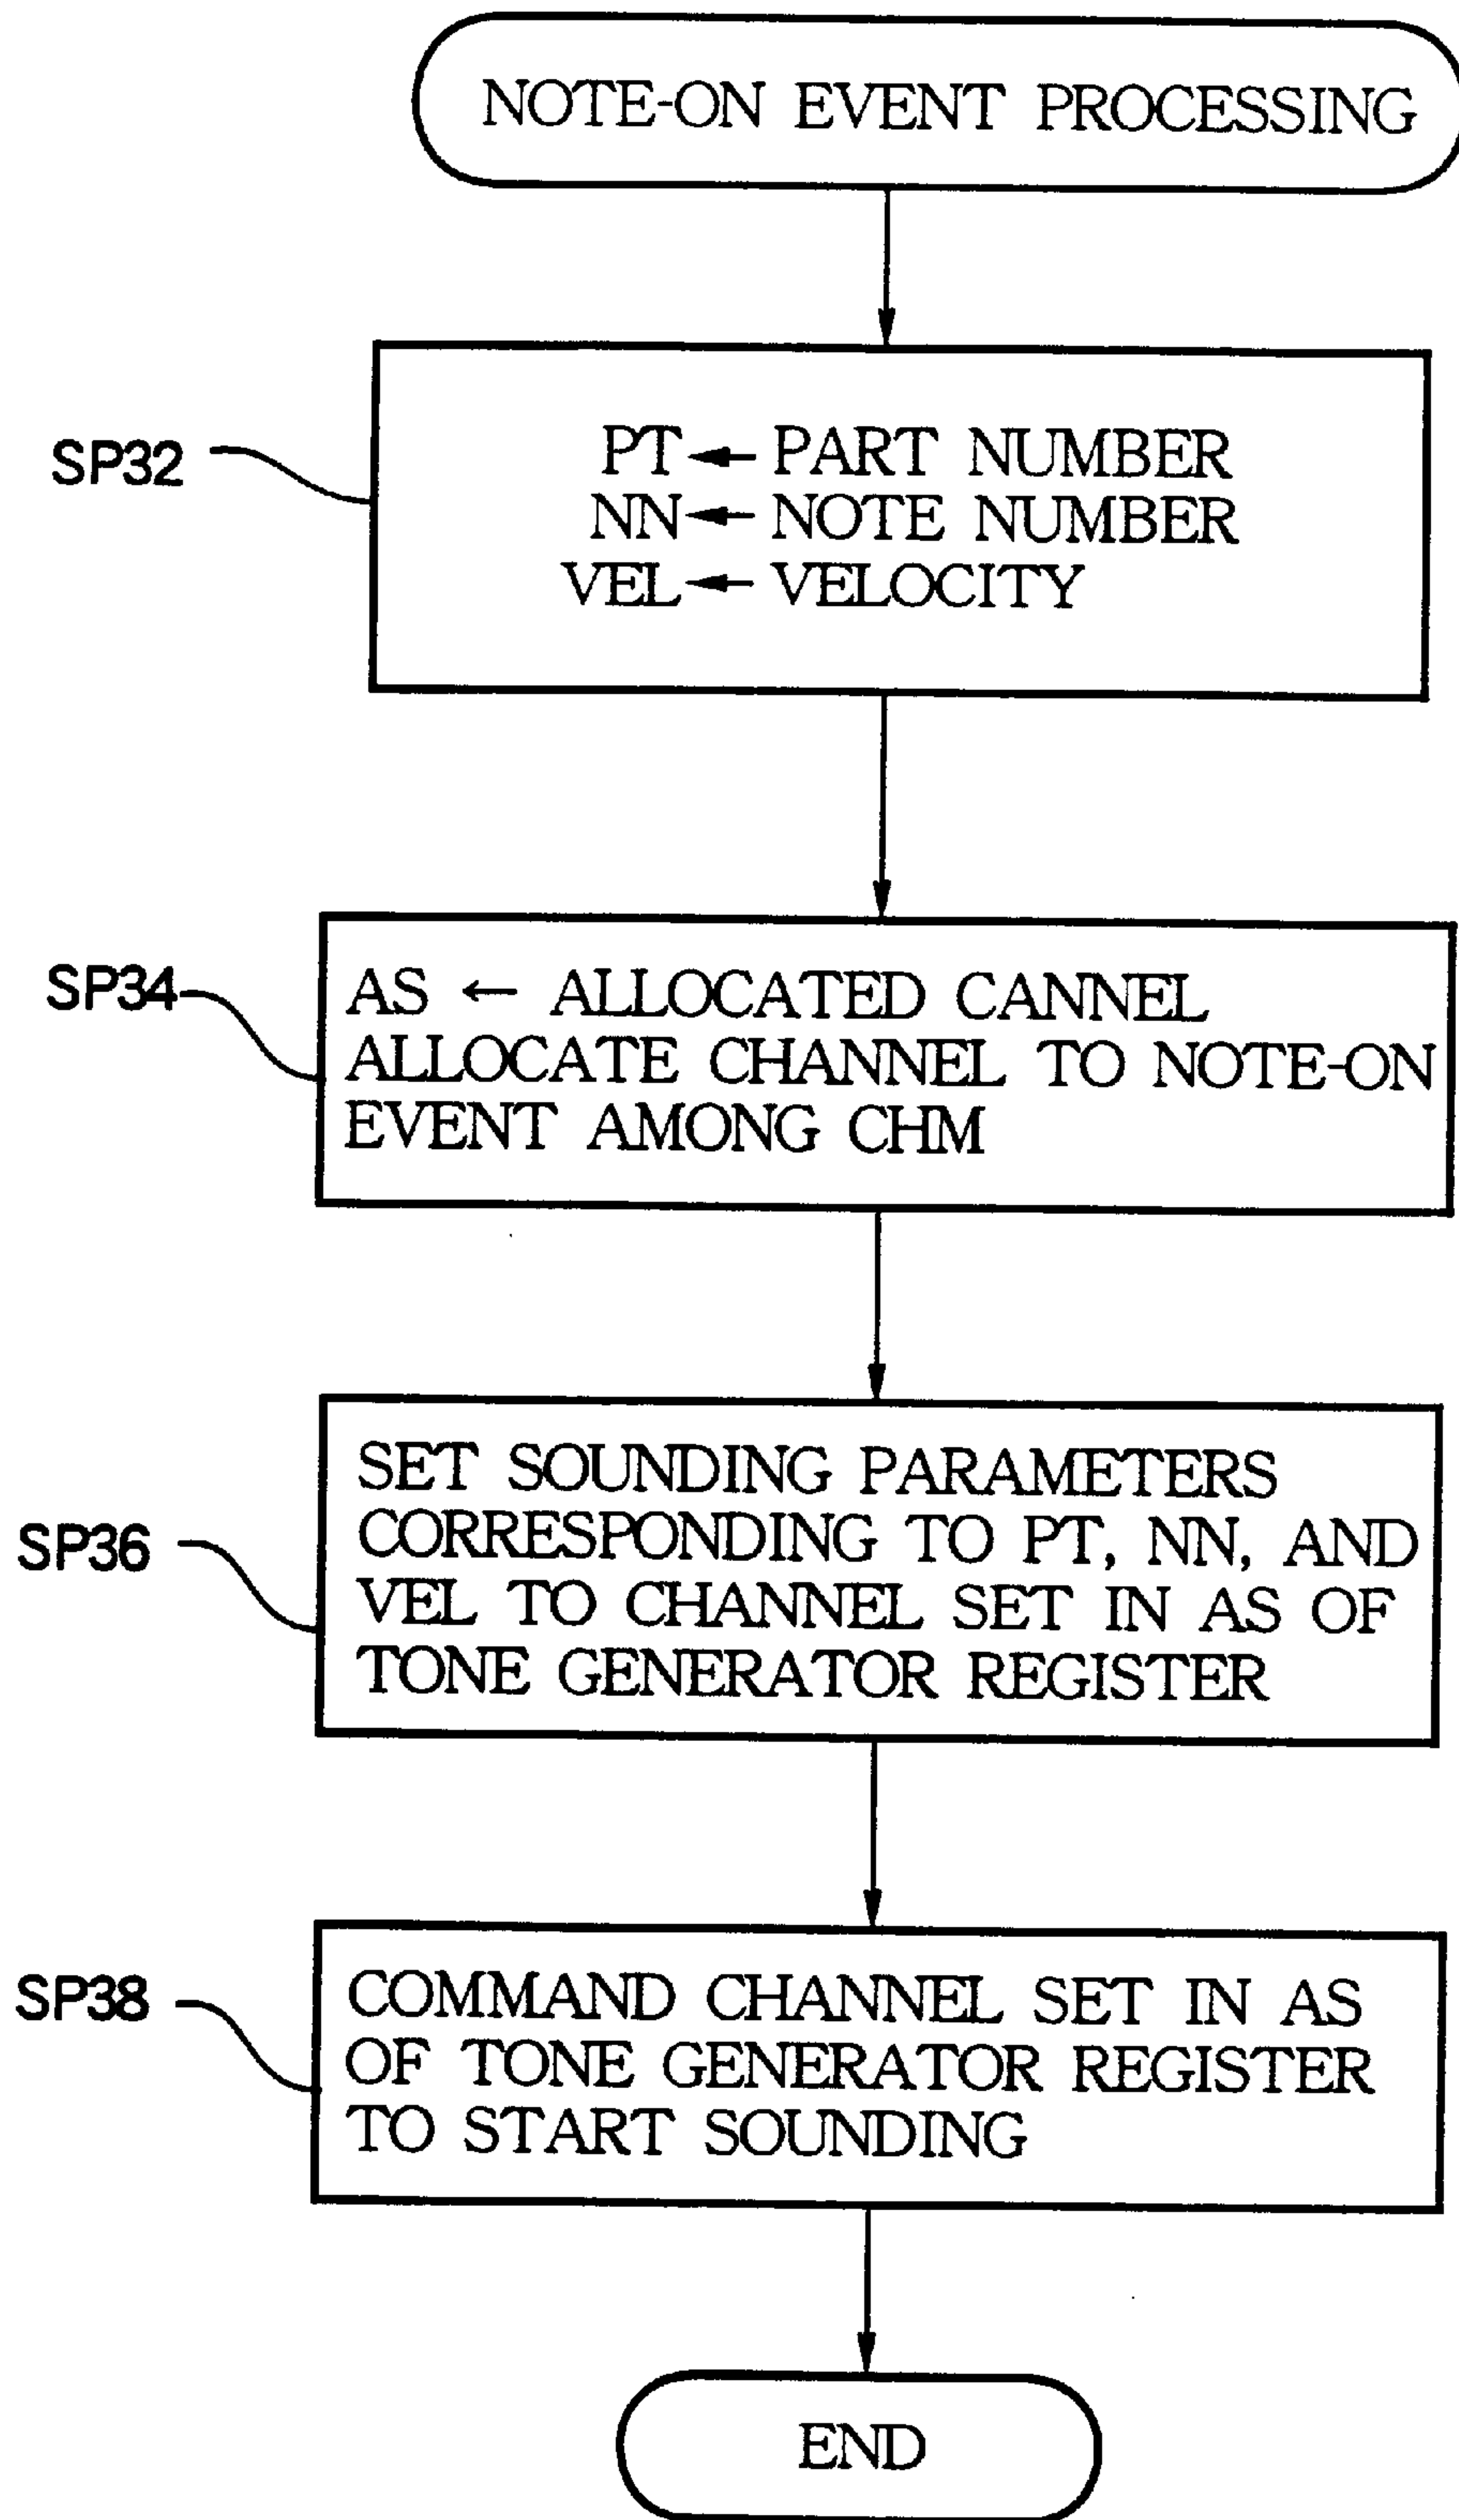 NOTE-ON EVENT PROCESSING
SP32
PT ← PART NUMBER
NN ← NOTE NUMBER
VEL ← VELOCITY
SP34
AS ← ALLOCATED CANNEL
ALLOCATE CHANNEL TO NOTE-ON
EVENT AMONG CHM
SP36
SET SOUNDING PARAMETERS
CORRESPONDING TO PT, NN, AND
VEL TO CHANNEL SET IN AS OF
TONE GENERATOR REGISTER
SP38
COMMAND CHANNEL SET IN AS
OF TONE GENERATOR REGISTER
TO START SOUNDING
END